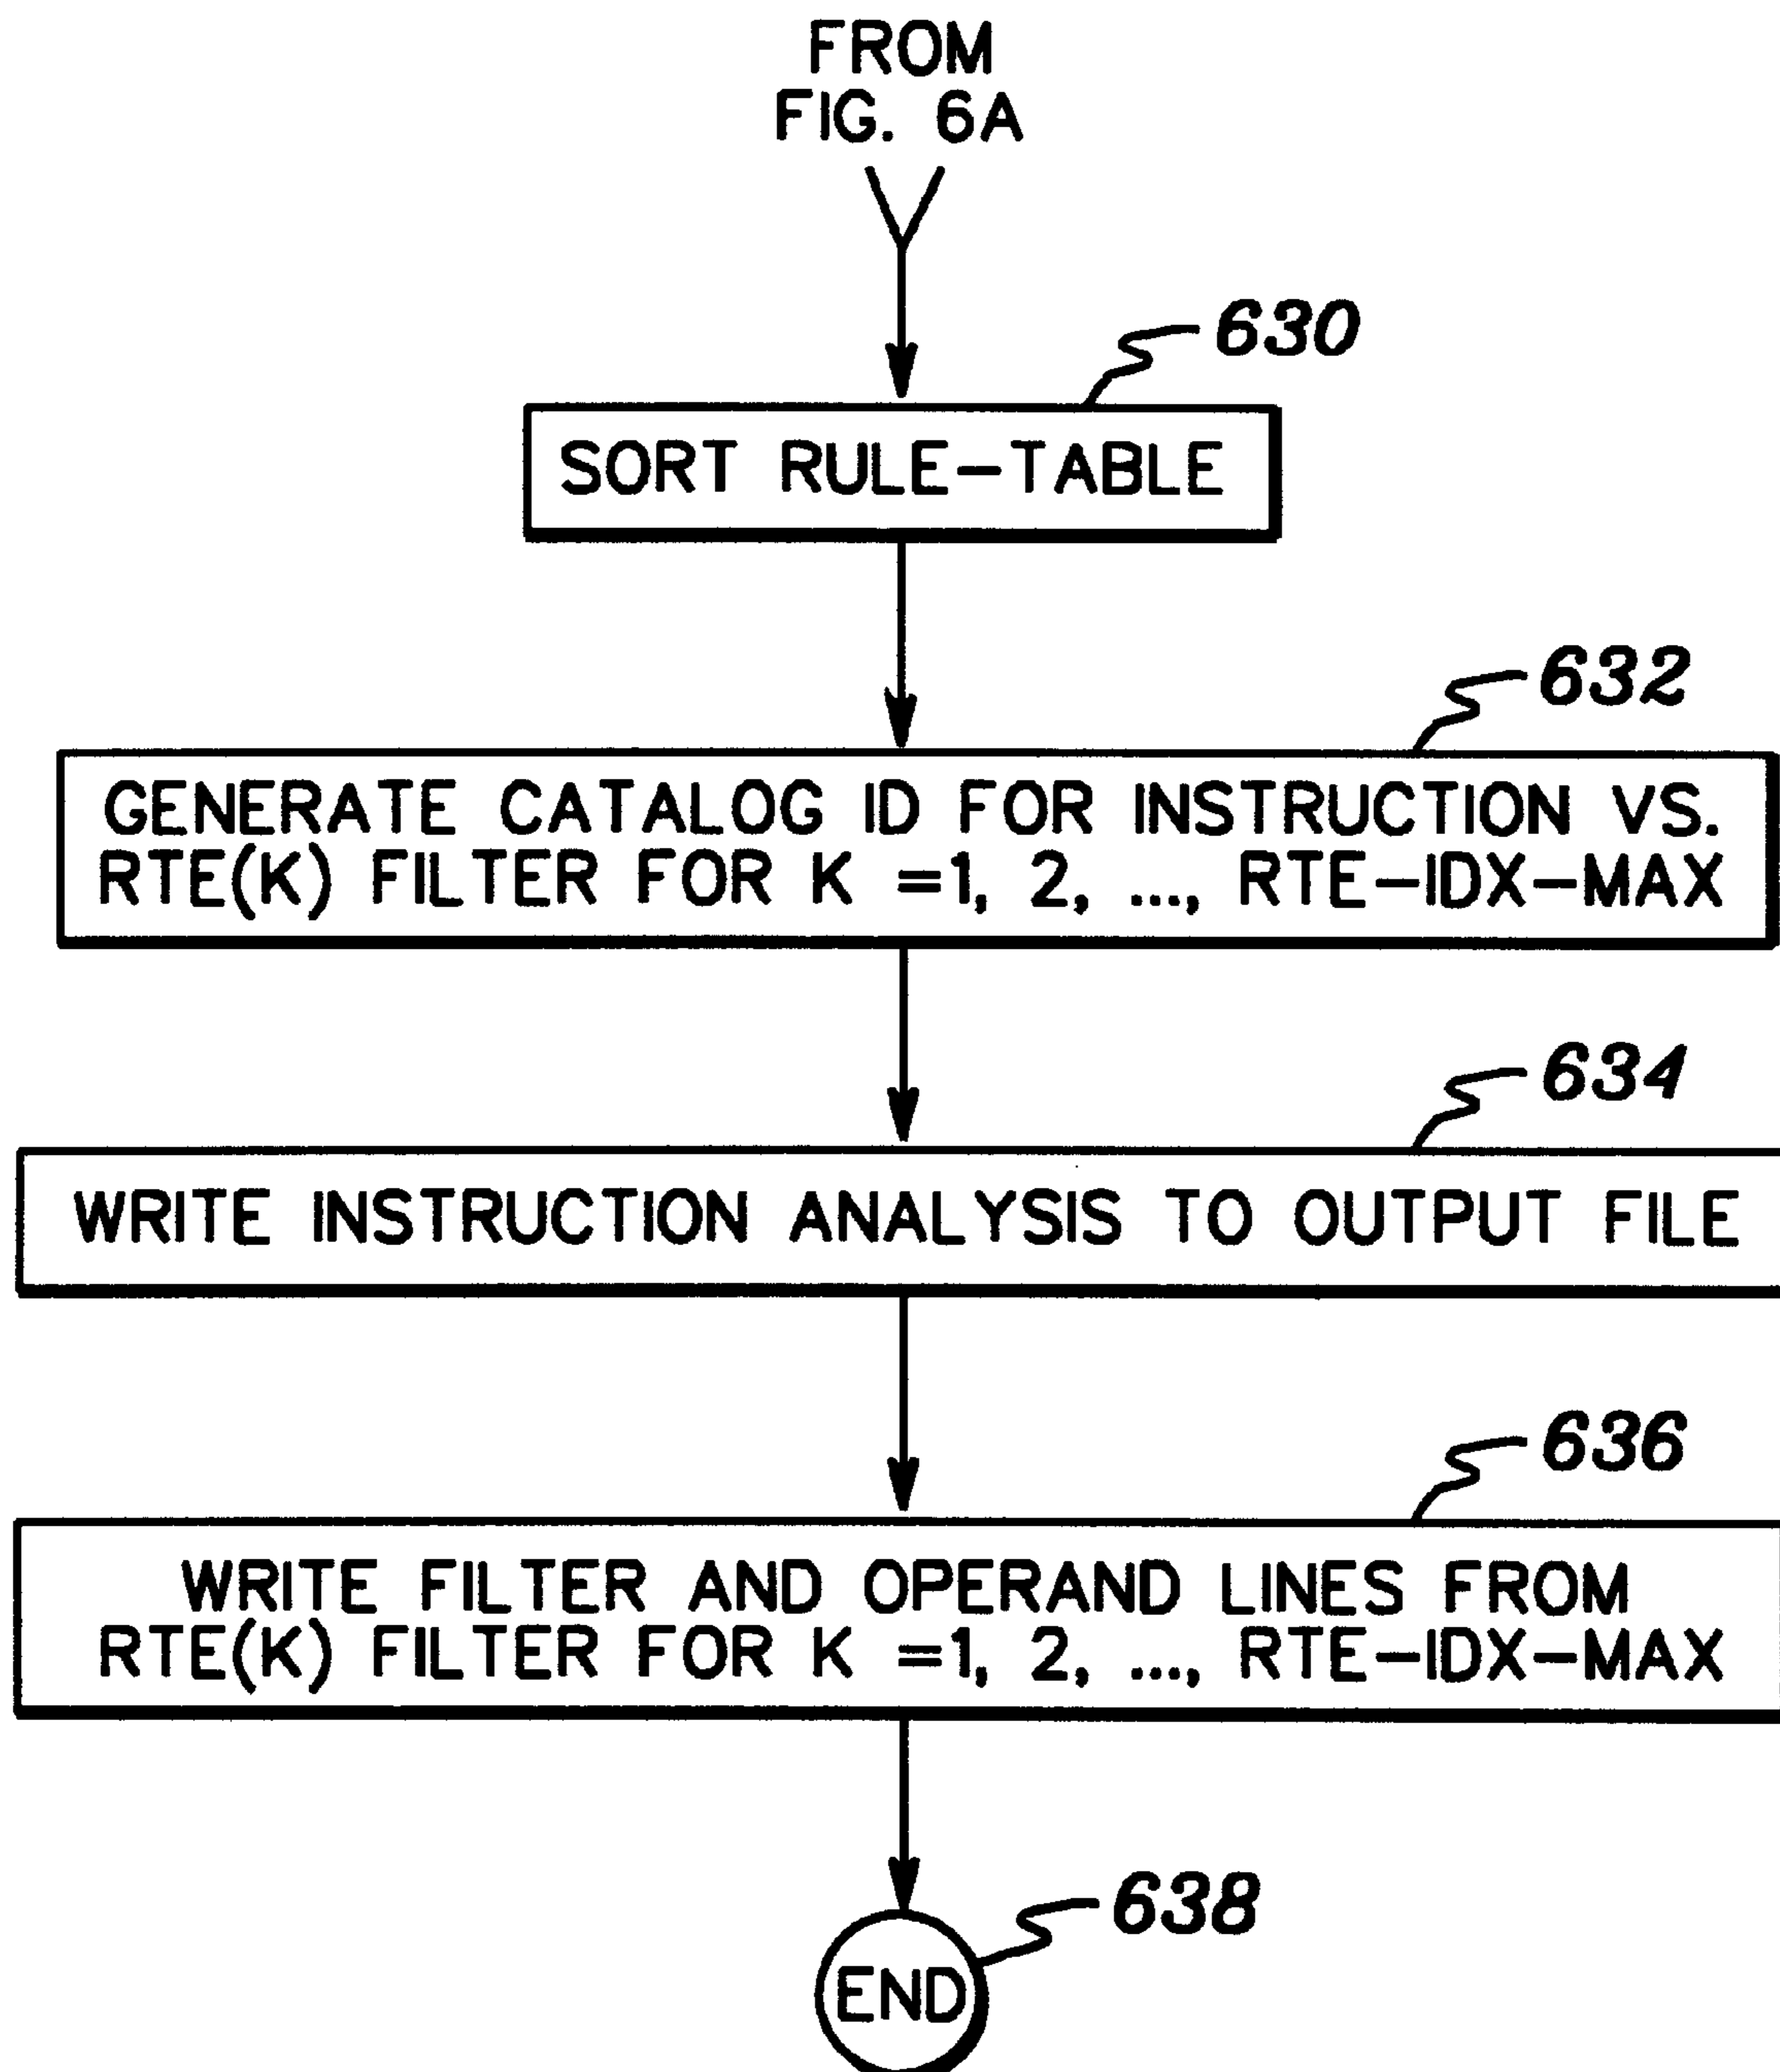 FROM
FIG. 6A
630
SORT RULE-TABLE
632
GENERATE CATALOG ID FOR INSTRUCTION VS.
RTE(K) FILTER FOR K =1, 2, ..., RTE-IDX-MAX
634
WRITE INSTRUCTION ANALYSIS TO OUTPUT FILE
636
WRITE FILTER AND OPERAND LINES FROM
RTE(K) FILTER FOR K =1, 2, ..., RTE-IDX-MAX
638
END